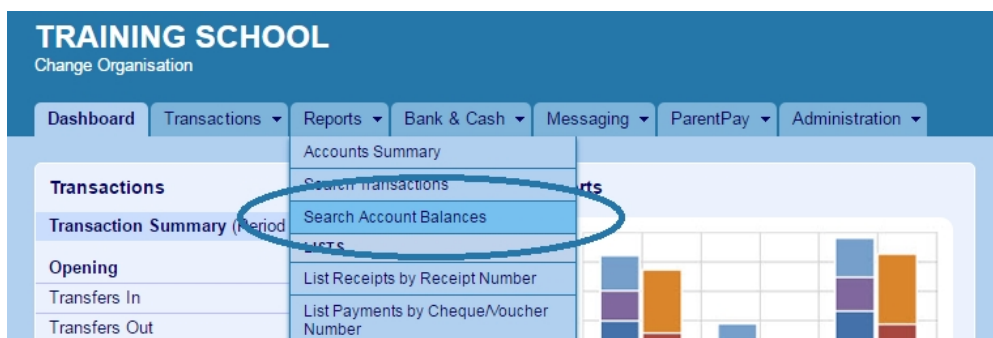 TRAINING SCHOOL
Change Organisation
Dashboard Transactions Reports Bank & Cash Messaging ParentPay Administration
Accounts Summary
Search Transactions
Search Account Balances
LISTS
List Receipts by Receipt Number
List Payments by Cheque/Voucher
Number
Transactions
Transaction Summary (Period
Opening
Transfers In
Transfers Out